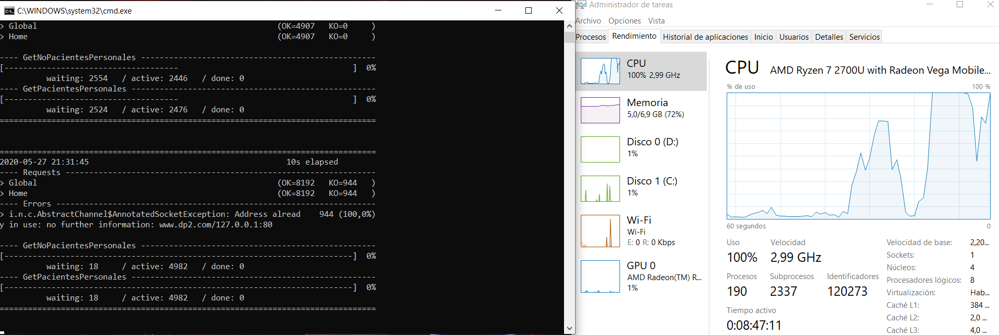 C:\WINDOWS\system32\cmd.exe
> Global (OK=4907 KO=0 )
> Home (OK=4907 KO=0 )
---- GetNoPacientesPersonales --------------------------------------------------
[------------------------------------- ] 0%
waiting: 2554 / active: 2446 / done: 0
---- GetPacientesPersonales ----------------------------------------------------
[------------------------------------- ] 0%
waiting: 2524 / active: 2476 / done: 0
================================================================================
================================================================================
2020-05-27 21:31:45 10s elapsed
---- Requests ------------------------------------------------------------------
> Global (OK=8192 KO=944 )
> Home (OK=8192 KO=944 )
---- Errors --------------------------------------------------------------------
> i.n.c.AbstractChannel$AnnotatedSocketException: Address alread 944 (100,0%)
y in use: no further information: www.dp2.com/127.0.0.1:80
---- GetNoPacientesPersonales --------------------------------------------------
[--------------------------------------------------------------------------] 0%
waiting: 18 / active: 4982 / done: 0
---- GetPacientesPersonales ----------------------------------------------------
[--------------------------------------------------------------------------] 0%
waiting: 18 / active: 4982 / done: 0
================================================================================
Administrador de tareas
Archivo Opciones Vista
Procesos Rendimiento Historial de aplicaciones Inicio Usuarios Detalles Servicios
CPU
100% 2,99 GHz
Memoria
5,0/6,9 GB (72%)
Disco 0 (D:)
1%
Disco 1 (C:)
1%
Wi-Fi
Wi-Fi
E: 0 R: 0 Kbps
GPU 0
AMD Radeon(TM) R...
1%
CPU AMD Ryzen 7 2700U with Radeon Vega Mobile...
% de uso 100 %
60 segundos 0
Uso Velocidad
100% 2,99 GHz
Procesos Subprocesos Identificadores
190 2337 120273
Tiempo activo
0:08:47:11
Velocidad de base: 2,20...
Sockets: 1
Núcleos: 4
Procesadores lógicos: 8
Virtualización: Hab...
Caché L1: 384 ...
Caché L2: 2,0 ...
Caché L3: 4,0 ...